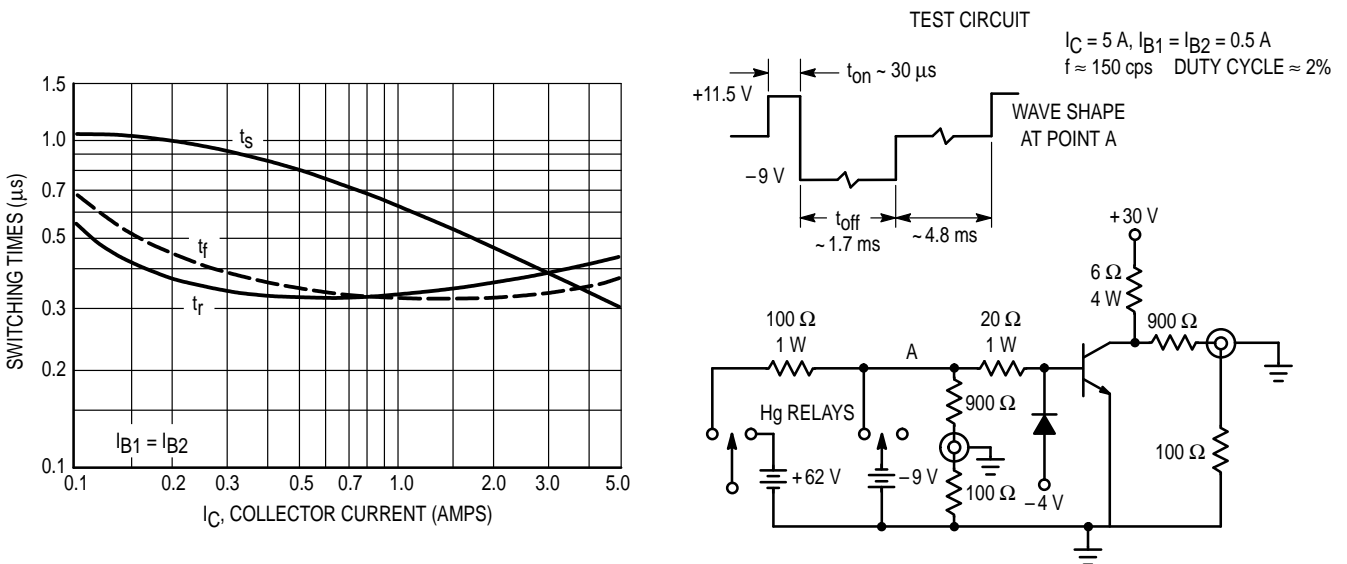 TEST CIRCUIT
IC = 5 A, IB1 = IB2 = 0.5 A
f ≈ 150 cps DUTY CYCLE ≈ 2%
ton ~ 30 μs
+11.5 V
WAVE SHAPE
AT POINT A
–9 V
toff
~1.7 ms
~4.8 ms
SWITCHING TIMES (μs)
1.5
1.0
0.7
0.5
0.3
0.2
0.1
ts
tf
tr
IB1 = IB2
0.1 0.2 0.3 0.5 0.7 1.0 2.0 3.0 5.0
IC, COLLECTOR CURRENT (AMPS)
+30 V
6 Ω
4 W
900 Ω
100 Ω
1 W
A
20 Ω
1 W
Hg RELAYS
900 Ω
+62 V
–9 V
100 Ω
–4 V
100 Ω